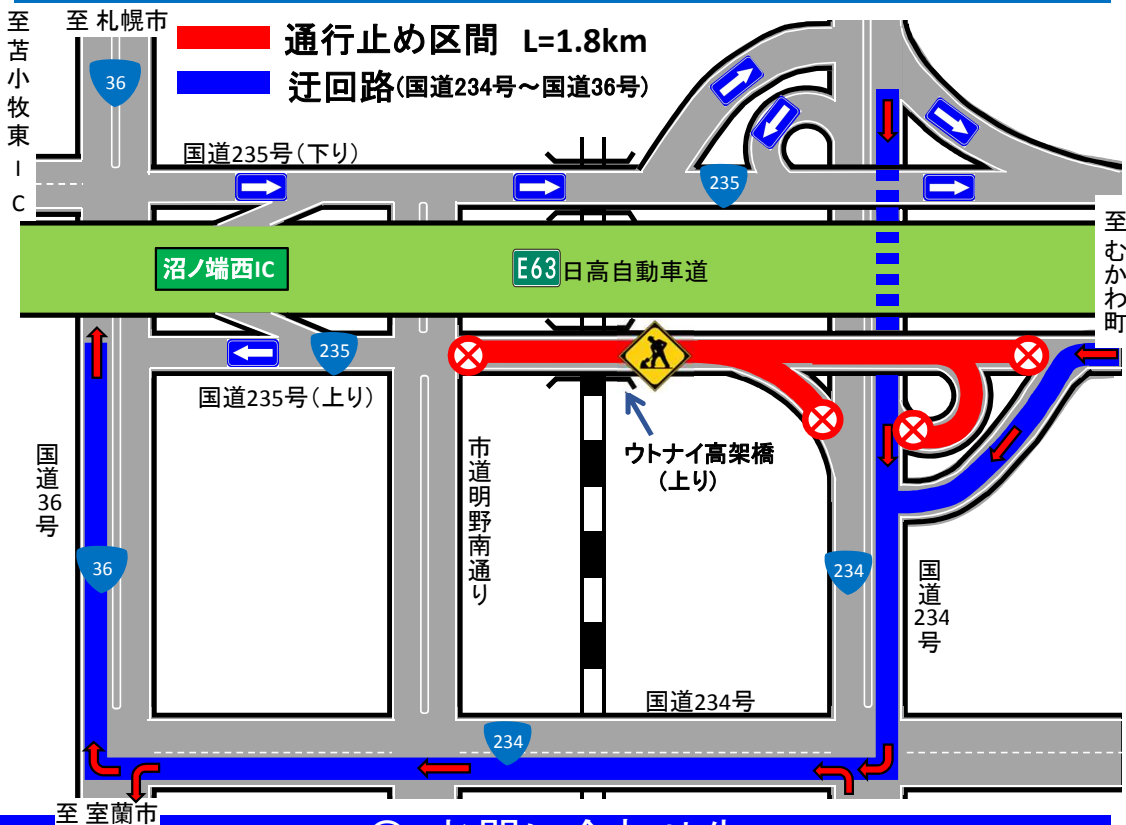 至 札幌市
至苫小牧東IC
36
通行止め区間 L=1.8km
迂回路(国道234号～国道36号)
国道235号(下り)
235
至むかわ町
沼ノ端西IC
E63 日高自動車道
235
国道235号(上り)
ウトナイ高架橋
(上り)
国道36号
市道明野南通り
36
234
国道234号
国道234号
234
至 室蘭市